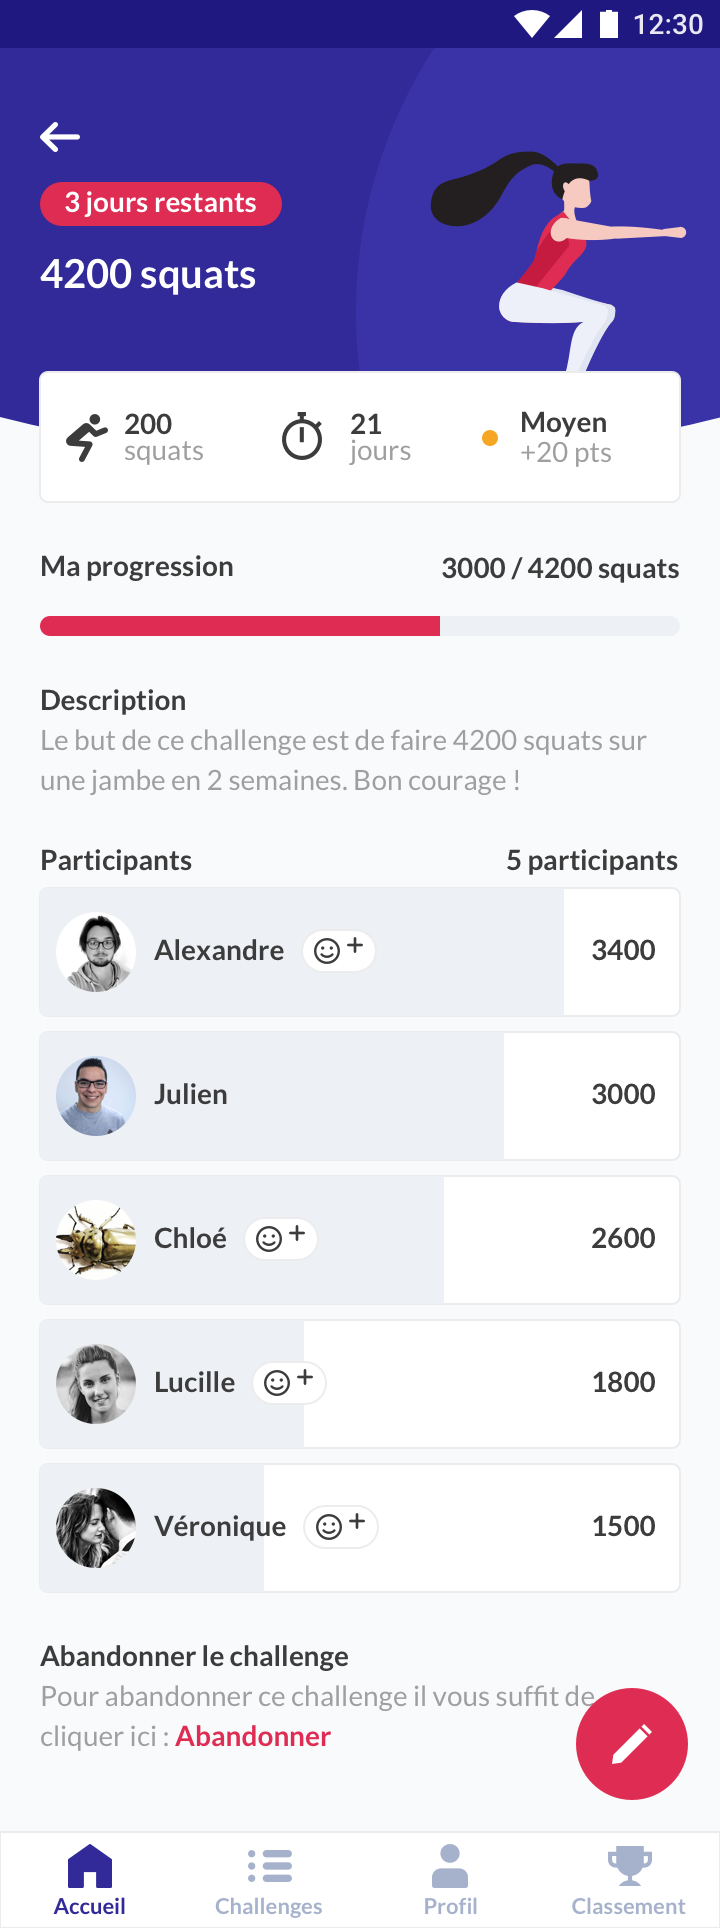 12:30
3 jours restants
4200 squats
200
squats
21
jours
Moyen
+20 pts
Ma progression
3000 / 4200 squats
Description
Le but de ce challenge est de faire 4200 squats sur
une jambe en 2 semaines. Bon courage !
Participants
5 participants
Alexandre
3400
Julien
3000
Chloé
2600
Lucille
1800
Véronique
1500
Abandonner le challenge
Pour abandonner ce challenge il vous suffit de
cliquer ici : Abandonner
Accueil
Challenges
Profil
Classement